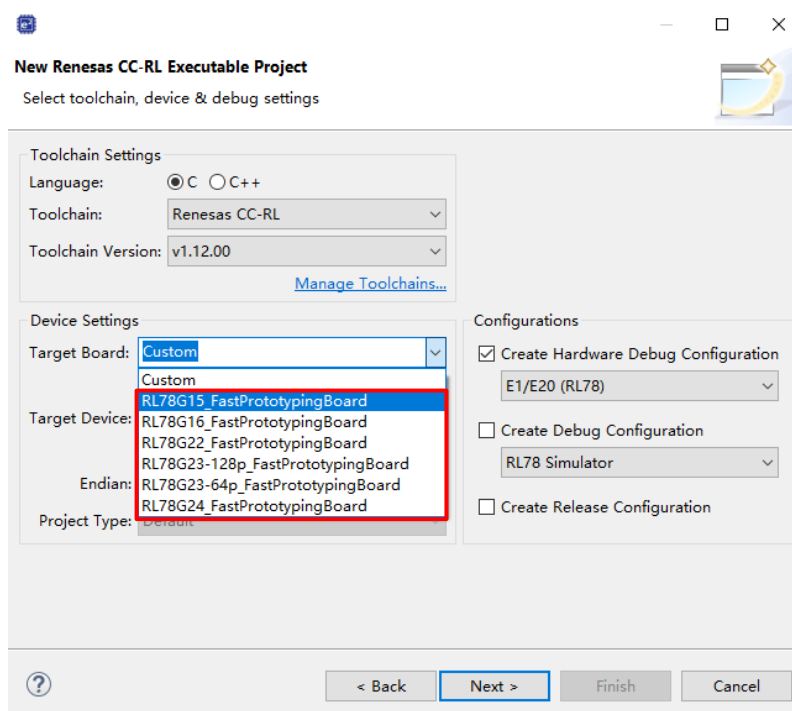 New Renesas CC-RL Executable Project
Select toolchain, device & debug settings
Toolchain Settings
Language: C C++
Toolchain: Renesas CC-RL
Toolchain Version: v1.12.00
Manage Toolchains...
Device Settings
Target Board: Custom
Custom
RL78G15_FastPrototypingBoard
Target Device: RL78G16_FastPrototypingBoard
RL78G22_FastPrototypingBoard
RL78G23-128p_FastPrototypingBoard
Endian: RL78G23-64p_FastPrototypingBoard
RL78G24_FastPrototypingBoard
Project Type: Default
Configurations
Create Hardware Debug Configuration
E1/E20 (RL78)
Create Debug Configuration
RL78 Simulator
Create Release Configuration
? < Back Next > Finish Cancel